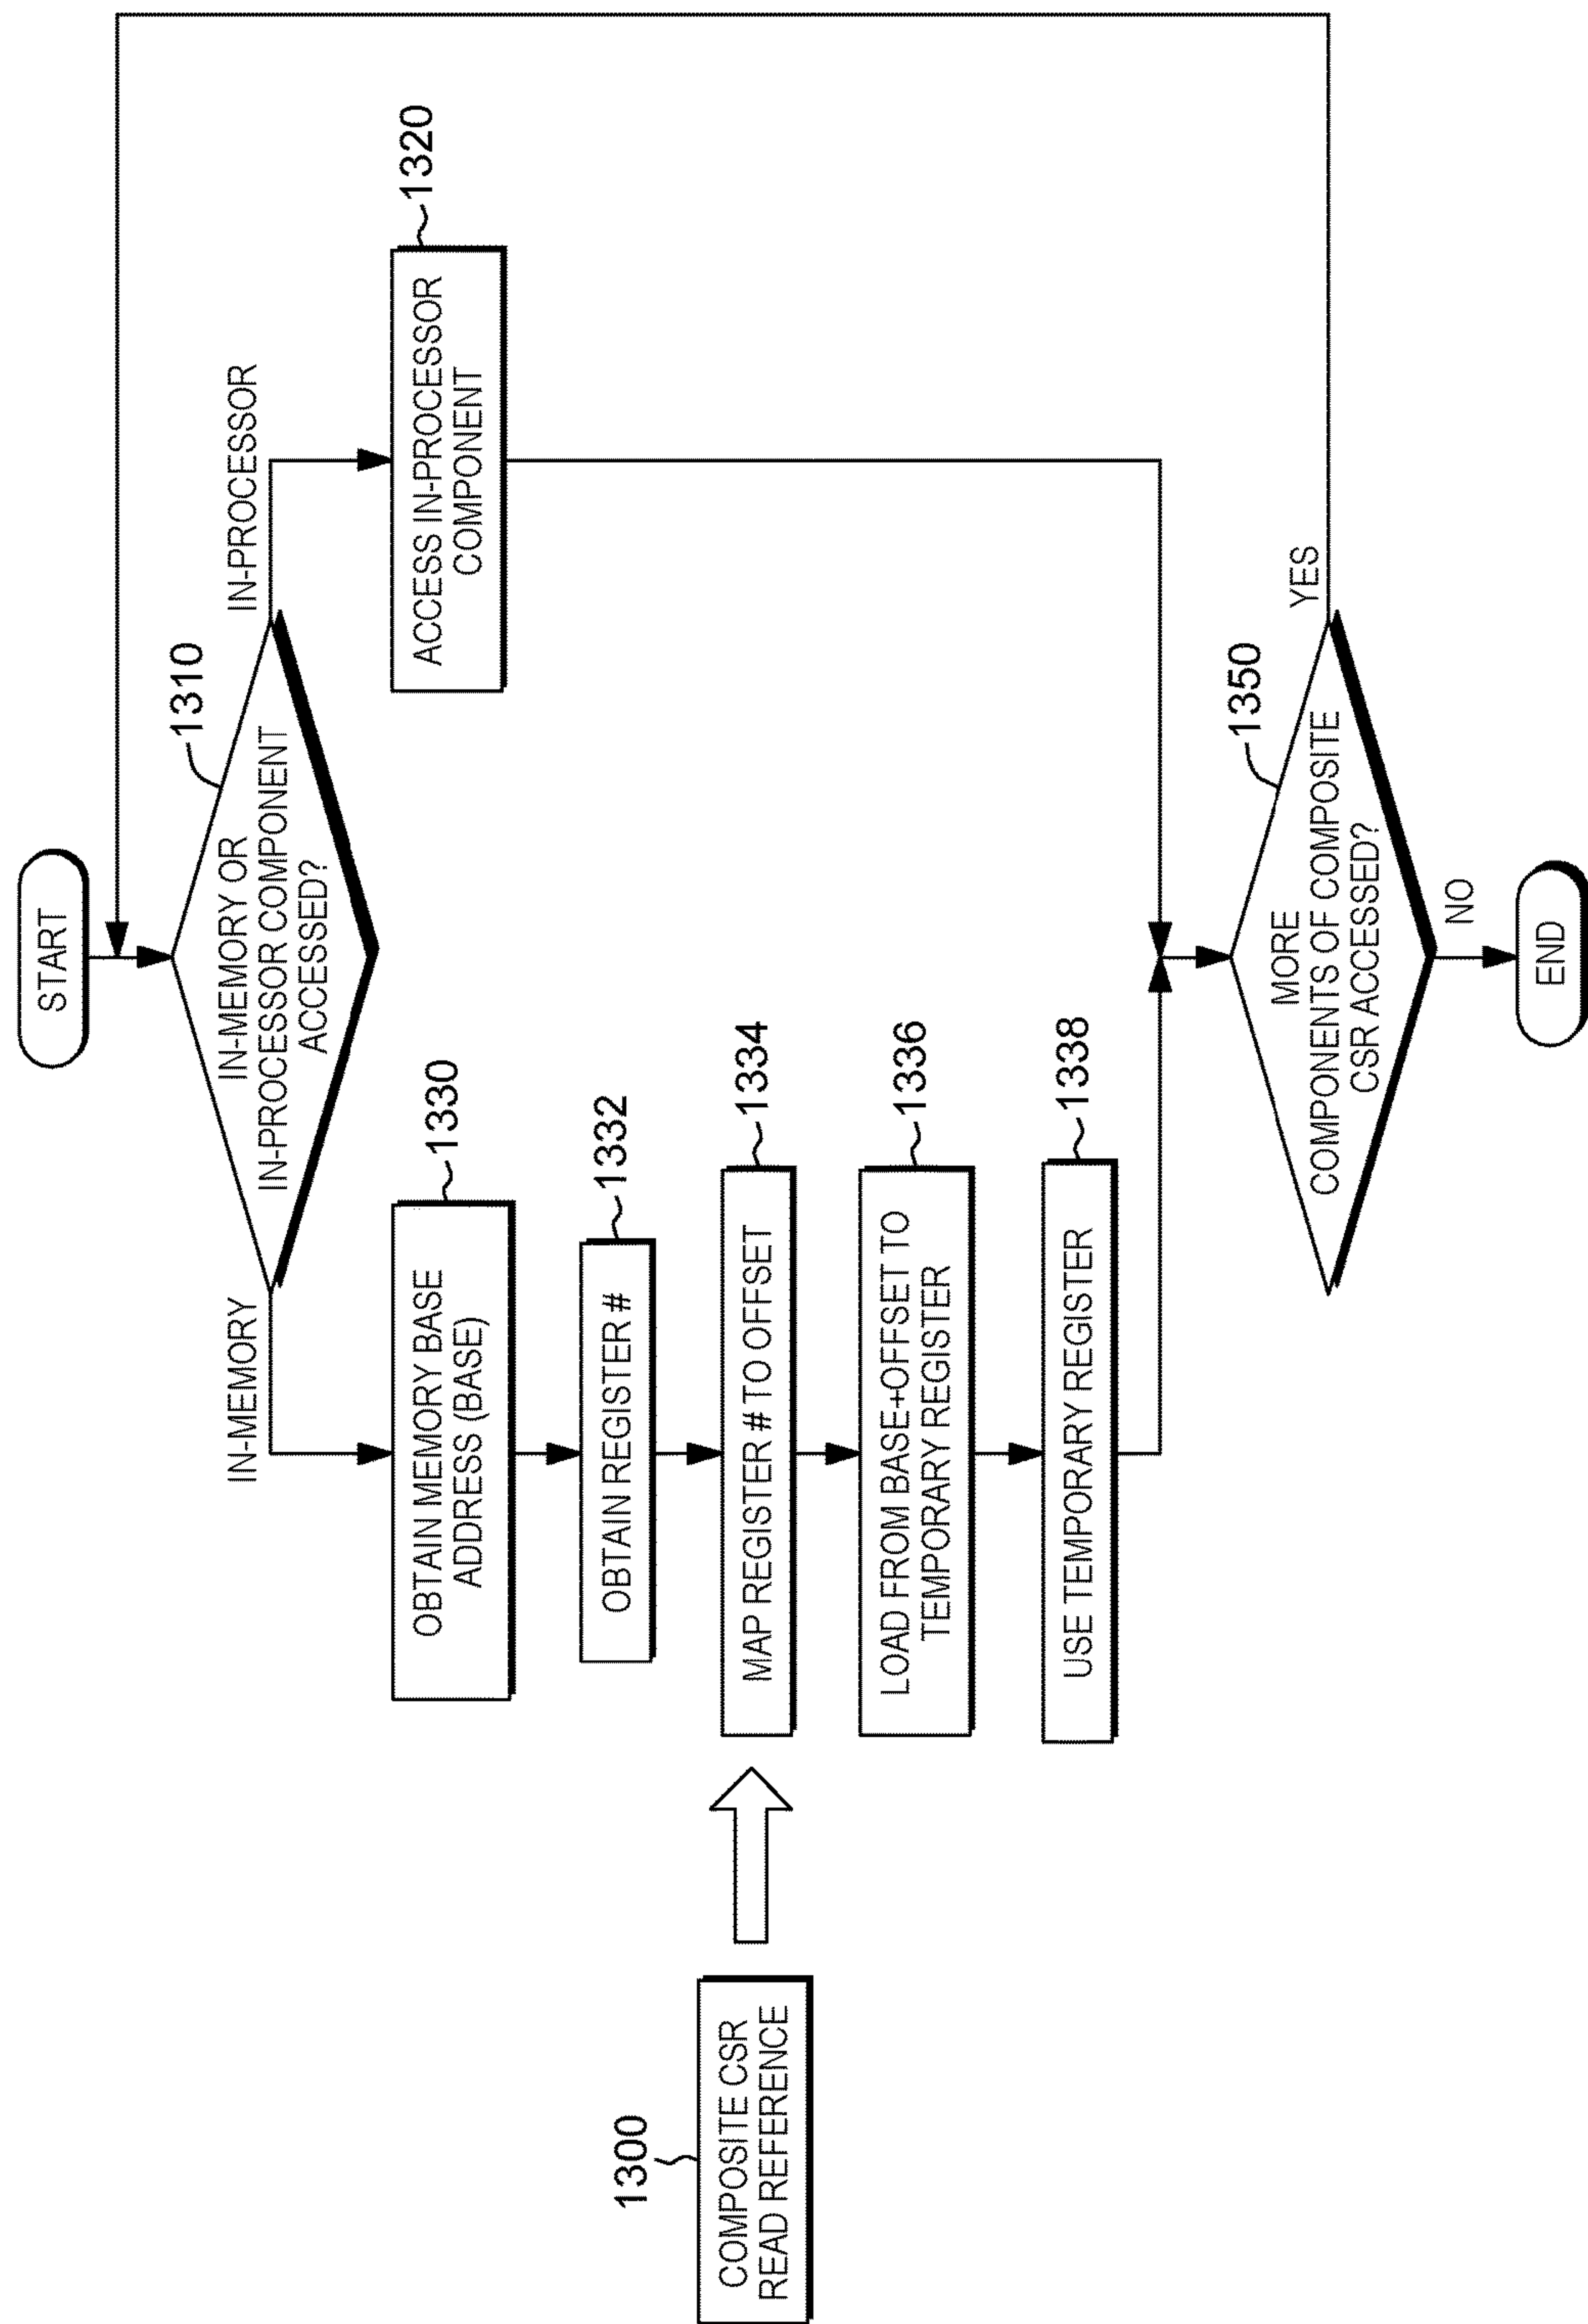 1300
COMPOSITE CSR
READ REFERENCE
START
IN-MEMORY OR
IN-PROCESSOR COMPONENT
ACCESSED?
1310
IN-MEMORY
IN-PROCESSOR
OBTAIN MEMORY BASE
ADDRESS (BASE)
1330
ACCESS IN-PROCESSOR
COMPONENT
1320
OBTAIN REGISTER #
1332
MAP REGISTER # TO OFFSET
1334
LOAD FROM BASE+OFFSET TO
TEMPORARY REGISTER
1336
USE TEMPORARY REGISTER
1338
MORE
COMPONENTS OF COMPOSITE
CSR ACCESSED?
1350
YES
NO
END